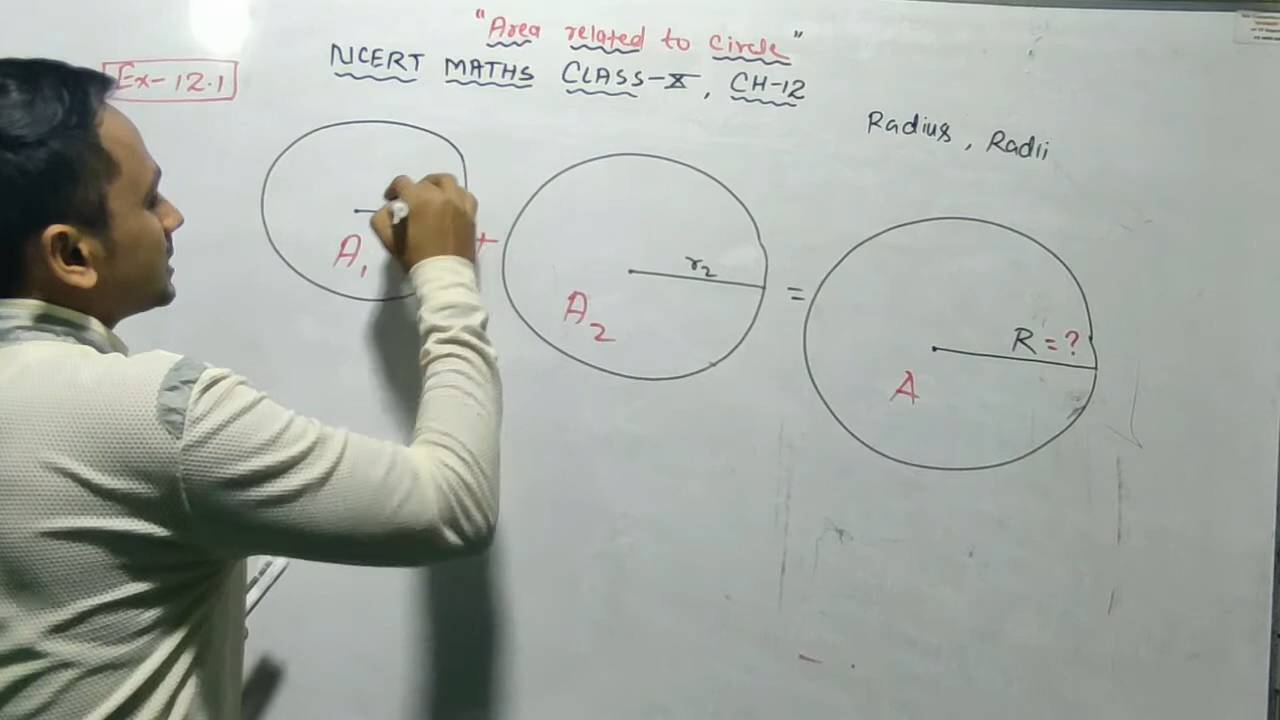 "Area related to Circle"
NCERT MATHS CLASS-X, CH-12
Ex-12.1
Radius, Radii
A1 + A2 r2 = A R = ?